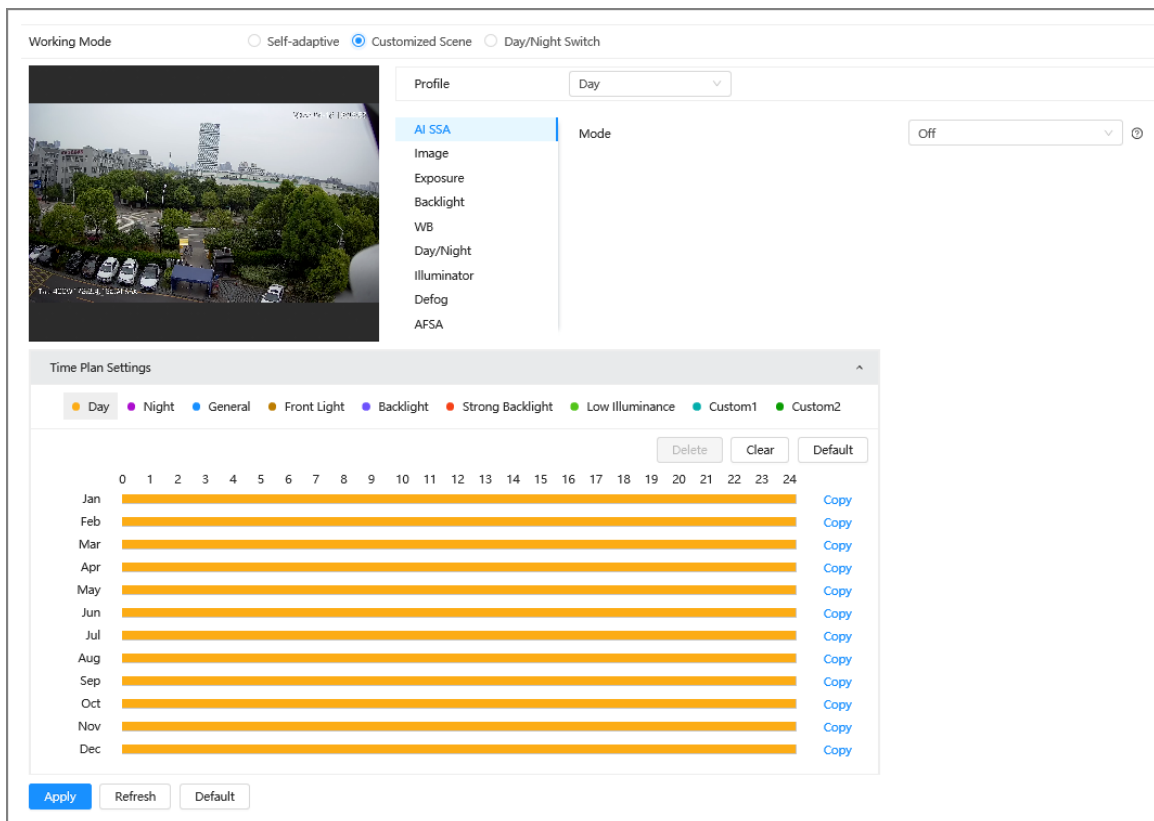 Working Mode Self-adaptive Customized Scene Day/Night Switch
Profile Day
AI SSA Mode Off
Image
Exposure
Backlight
WB
Day/Night
Illuminator
Defog
AFSA
Time Plan Settings
Day Night General Front Light Backlight Strong Backlight Low Illuminance Custom1 Custom2
Delete Clear Default
0 1 2 3 4 5 6 7 8 9 10 11 12 13 14 15 16 17 18 19 20 21 22 23 24
Jan Copy
Feb Copy
Mar Copy
Apr Copy
May Copy
Jun Copy
Jul Copy
Aug Copy
Sep Copy
Oct Copy
Nov Copy
Dec Copy
Apply Refresh Default